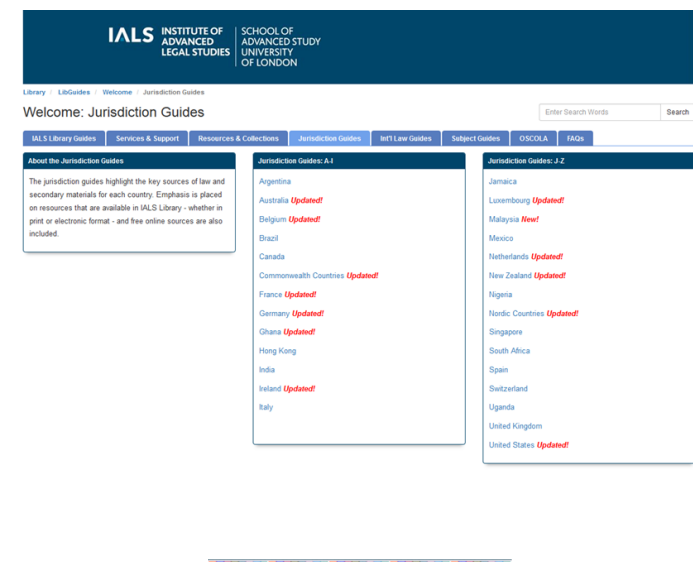 IALS INSTITUTE OF ADVANCED LEGAL STUDIES
SCHOOL OF ADVANCED STUDY UNIVERSITY OF LONDON
Library / LibGuides / Welcome / Jurisdiction Guides
Welcome: Jurisdiction Guides
Enter Search Words Search
IALS Library Guides Services & Support Resources & Collections Jurisdiction Guides Int'l Law Guides Subject Guides OSCOLA FAQs
About the Jurisdiction Guides
The jurisdiction guides highlight the key sources of law and
secondary materials for each country. Emphasis is placed
on resources that are available in IALS Library - whether in
print or electronic format - and free online sources are also
included.
Jurisdiction Guides: A-I
Argentina
Australia Updated!
Belgium Updated!
Brazil
Canada
Commonwealth Countries Updated!
France Updated!
Germany Updated!
Ghana Updated!
Hong Kong
India
Ireland Updated!
Italy
Jurisdiction Guides: J-Z
Jamaica
Luxembourg Updated!
Malaysia New!
Mexico
Netherlands Updated!
New Zealand Updated!
Nigeria
Nordic Countries Updated!
Singapore
South Africa
Spain
Switzerland
Uganda
United Kingdom
United States Updated!